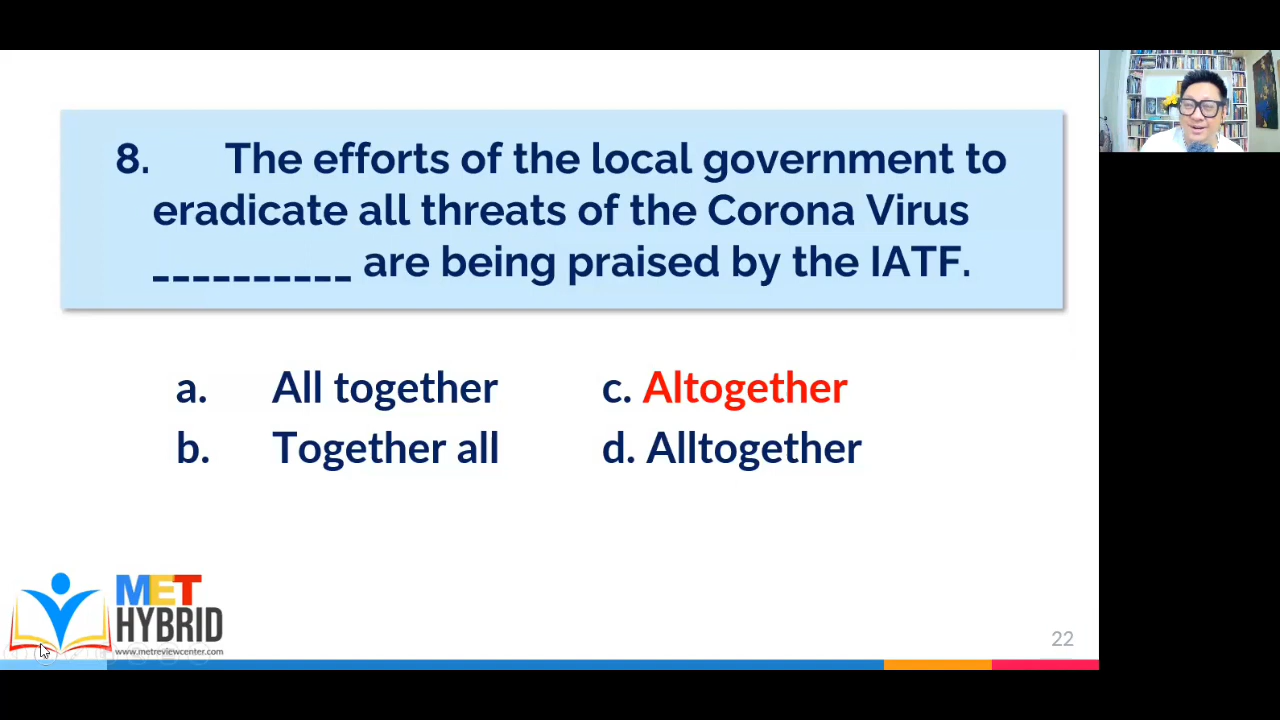 8. The efforts of the local government to
eradicate all threats of the Corona Virus
__________ are being praised by the IATF.
a. All together
c. Altogether
b. Together all
d. Alltogether
MET
HYBRID
www.metreviewcenter.com
22